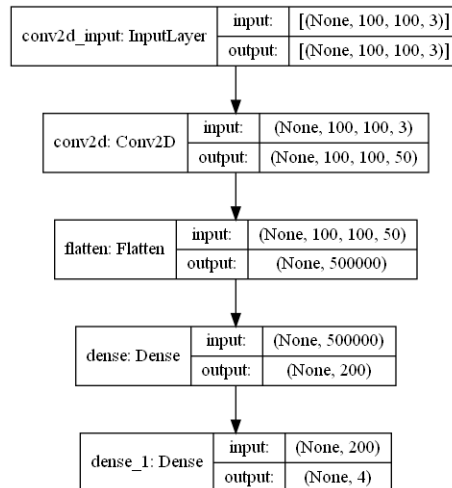 conv2d_input: InputLayer
input: [(None, 100, 100, 3)]
output: [(None, 100, 100, 3)]
conv2d: Conv2D
input: (None, 100, 100, 3)
output: (None, 100, 100, 50)
flatten: Flatten
input: (None, 100, 100, 50)
output: (None, 500000)
dense: Dense
input: (None, 500000)
output: (None, 200)
dense_1: Dense
input: (None, 200)
output: (None, 4)